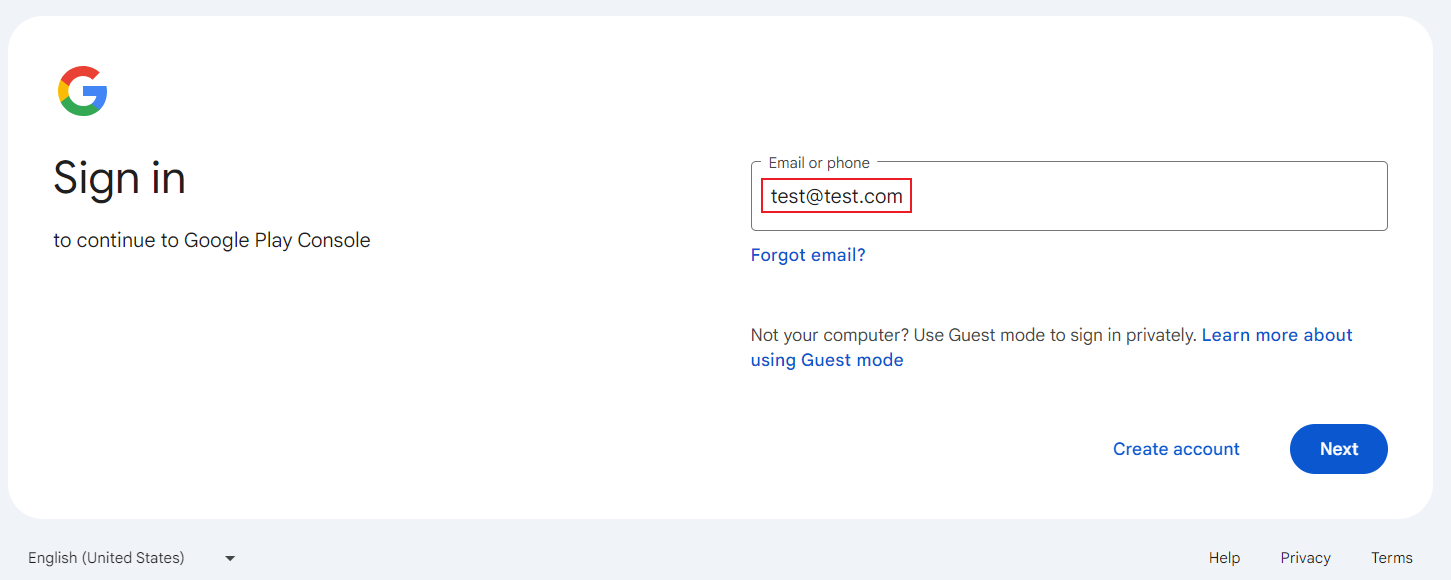 Sign in
to continue to Google Play Console
Email or phone
test@test.com
Forgot email?
Not your computer? Use Guest mode to sign in privately. Learn more about
using Guest mode
Create account
Next
English (United States)
Help
Privacy
Terms